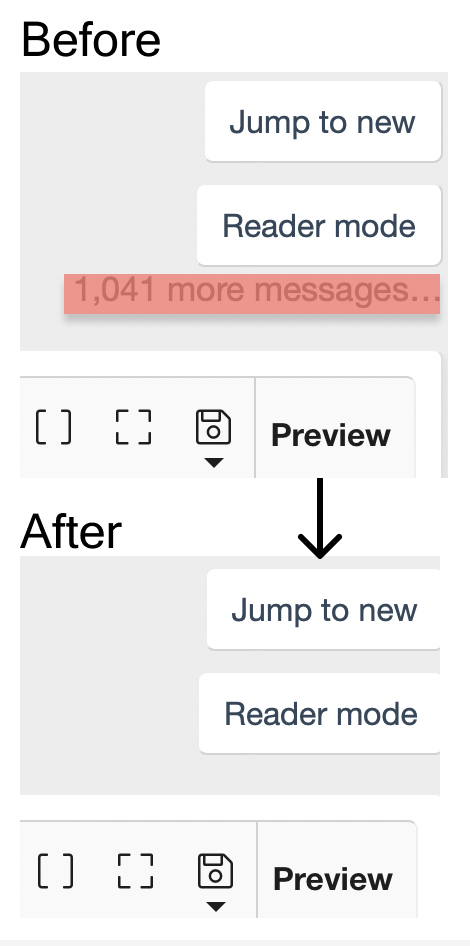 Before
Jump to new
Reader mode
1,041 more messages...
Preview
After
Jump to new
Reader mode
Preview